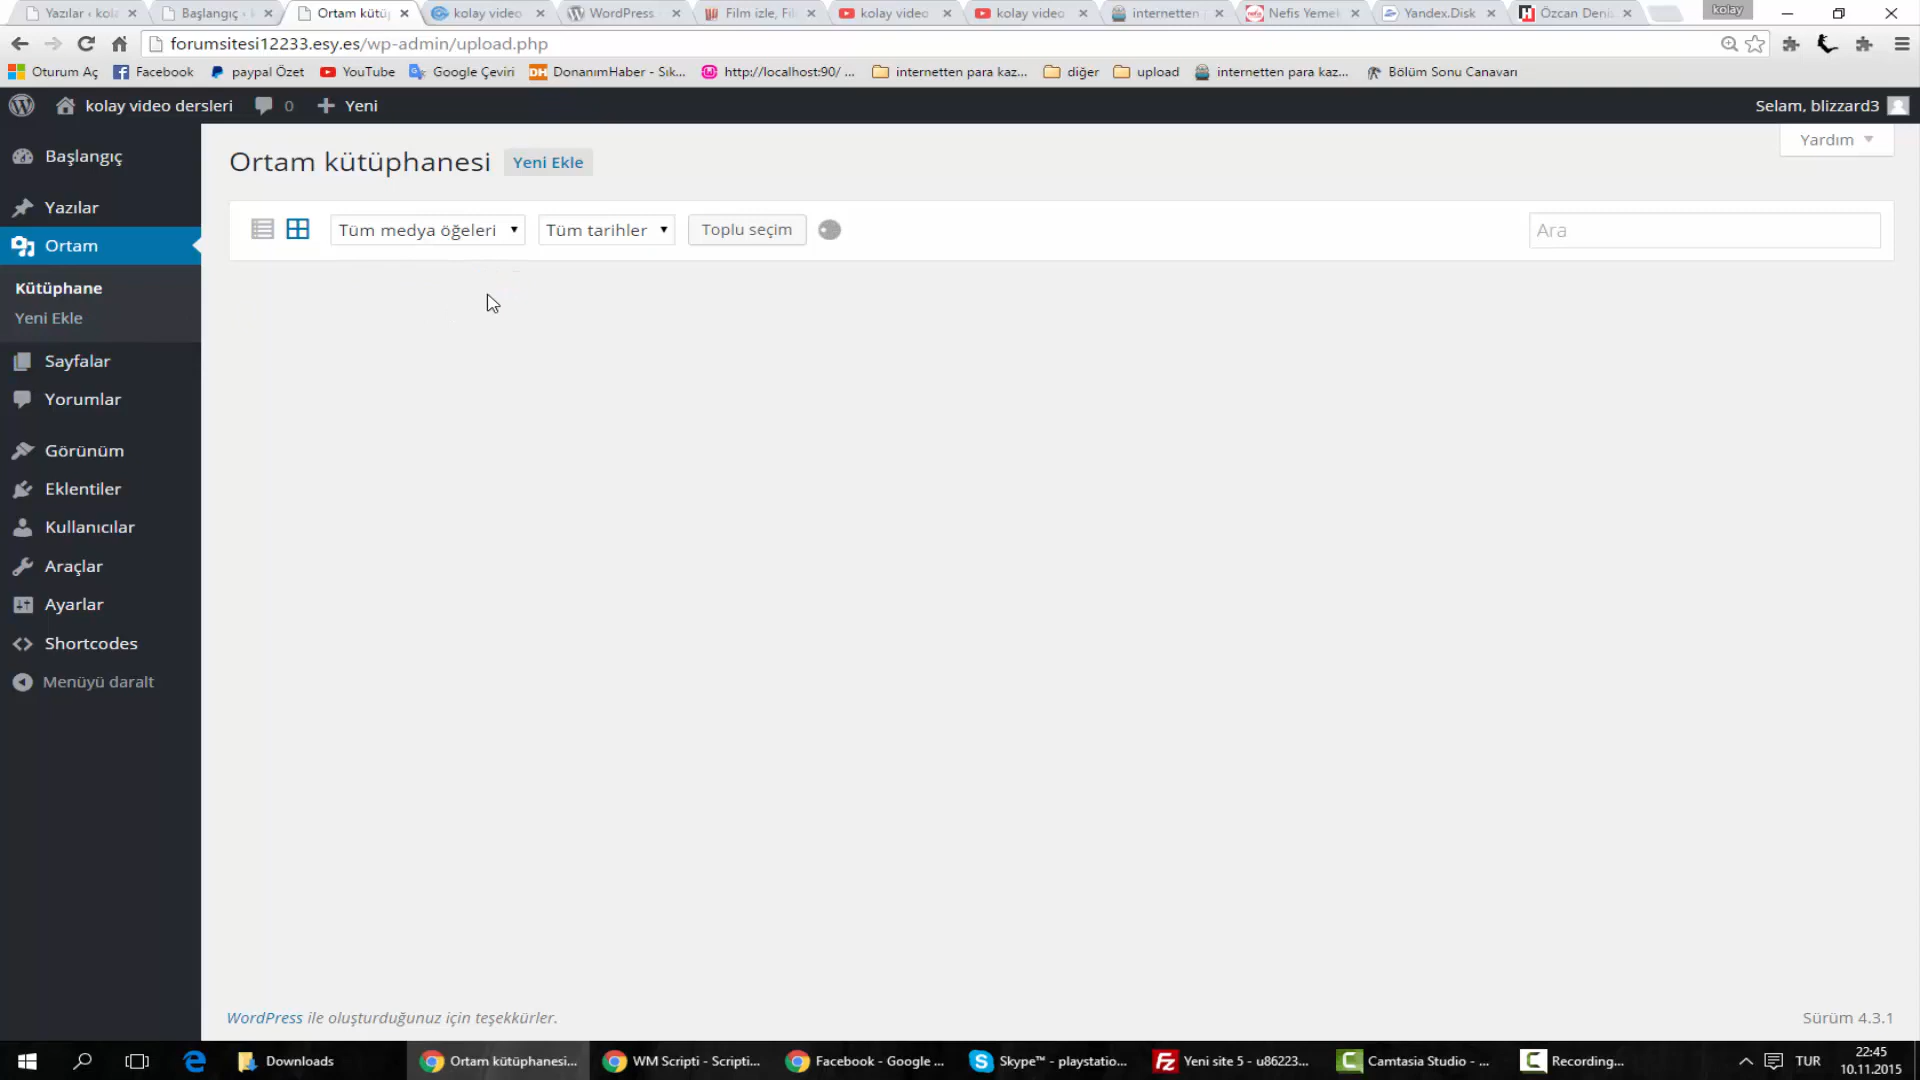 Yazılar ‹ kola
Başlangıç ‹ k
Ortam kütüp
kolay video
WordPress
Film izle, Fil
kolay video
kolay video
internetten
Nefis Yemek
Yandex.Disk
Özcan Deniz
kolay
forumsitesi12233.esy.es/wp-admin/upload.php
Oturum Aç
Facebook
paypal Özet
YouTube
Google Çeviri
DonanımHaber - Sık...
http://localhost:90/ ...
internetten para kaz...
diğer
upload
internetten para kaz...
Bölüm Sonu Canavarı
kolay video dersleri
0
Yeni
Selam, blizzard3
Yardım
Başlangıç
Yazılar
Ortam
Kütüphane
Yeni Ekle
Sayfalar
Yorumlar
Görünüm
Eklentiler
Kullanıcılar
Araçlar
Ayarlar
Shortcodes
Menüyü daralt
Ortam kütüphanesi
Yeni Ekle
Tüm medya öğeleri
Tüm tarihler
Toplu seçim
Ara
WordPress ile oluşturduğunuz için teşekkürler.
Sürüm 4.3.1
Downloads
Ortam kütüphanesi...
WM Scripti - Scripti...
Facebook - Google ...
Skype™ - playstatio...
Yeni site 5 - u86223...
Camtasia Studio - ...
Recording...
TUR
22:45
10.11.2015